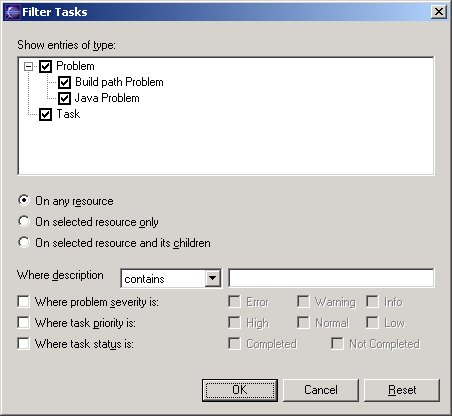 Filter Tasks
Show entries of type:
Problem
Build path Problem
Java Problem
Task
On any resource
On selected resource only
On selected resource and its children
Where description contains
Where problem severity is: Error Warning Info
Where task priority is: High Normal Low
Where task status is: Completed Not Completed
OK Cancel Reset